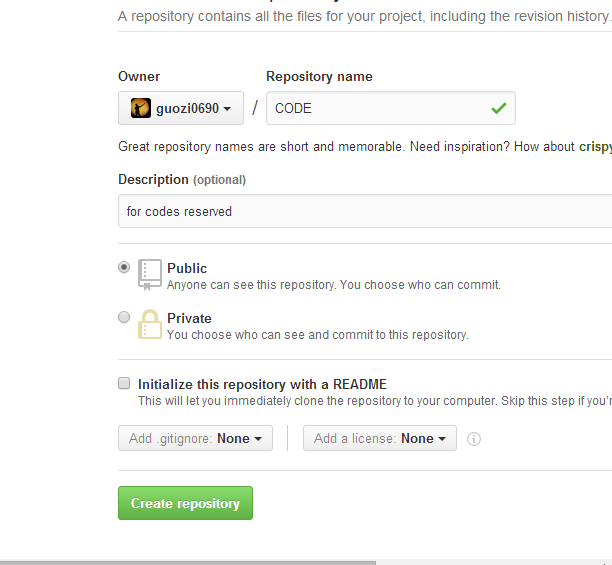 A repository contains all the files for your project, including the revision history.
Owner
Repository name
guozi0690 / CODE
Great repository names are short and memorable. Need inspiration? How about crispy
Description (optional)
for codes reserved
Public
Anyone can see this repository. You choose who can commit.
Private
You choose who can see and commit to this repository.
Initialize this repository with a README
This will let you immediately clone the repository to your computer. Skip this step if you'r
Add .gitignore: None
Add a license: None
Create repository